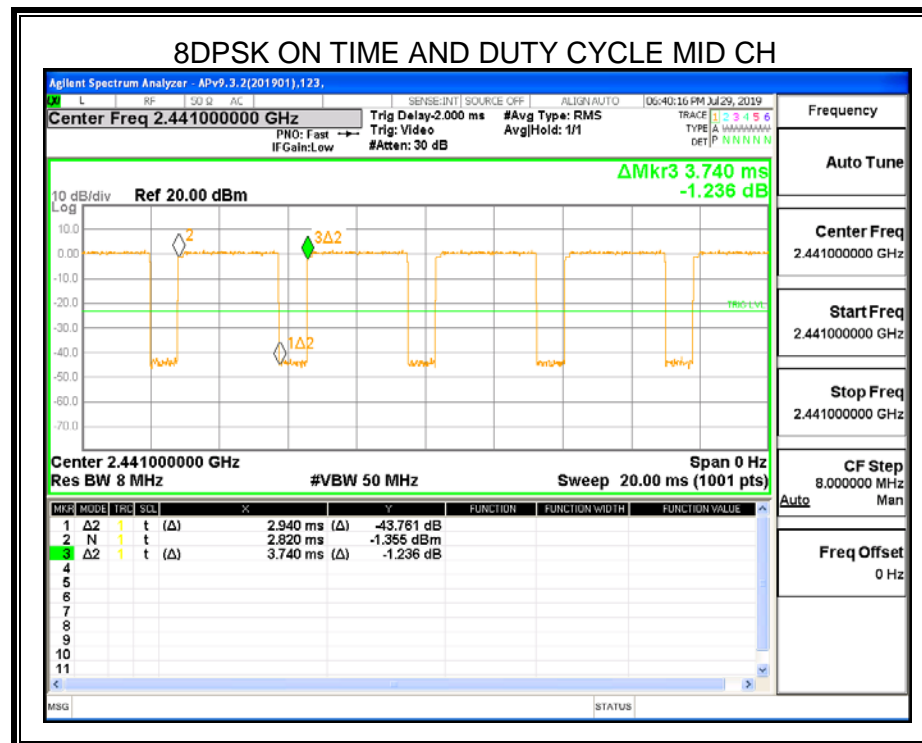 8DPSK ON TIME AND DUTY CYCLE MID CH
Agilent Spectrum Analyzer - APv9.3.2(201901),123,
LXI L RF 50 Ω AC SENSE:INT SOURCE OFF ALIGN AUTO 06:40:16 PM Jul 29, 2019
Center Freq 2.441000000 GHz
PNO: Fast
IFGain:Low
Trig Delay-2.000 ms
Trig: Video
#Atten: 30 dB
#Avg Type: RMS
Avg|Hold: 1/1
TRACE 1 2 3 4 5 6
TYPE A WWWWW
DET P N N N N N
ΔMkr3 3.740 ms
-1.236 dB
10 dB/div Ref 20.00 dBm
Log
10.0
0.00
-10.0
-20.0
-30.0
-40.0
-50.0
-60.0
-70.0
2
3Δ2
1Δ2
TRIG LVL
Center 2.441000000 GHz Span 0 Hz
Res BW 8 MHz #VBW 50 MHz Sweep 20.00 ms (1001 pts)
MKR MODE TRC SCL X Y FUNCTION FUNCTION WIDTH FUNCTION VALUE
1 Δ2 1 t (Δ) 2.940 ms (Δ) -43.761 dB
2 N 1 t 2.820 ms -1.355 dBm
3 Δ2 1 t (Δ) 3.740 ms (Δ) -1.236 dB
4
5
6
7
8
9
10
11
MSG STATUS
Frequency
Auto Tune
Center Freq
2.441000000 GHz
Start Freq
2.441000000 GHz
Stop Freq
2.441000000 GHz
CF Step
8.000000 MHz
Auto Man
Freq Offset
0 Hz